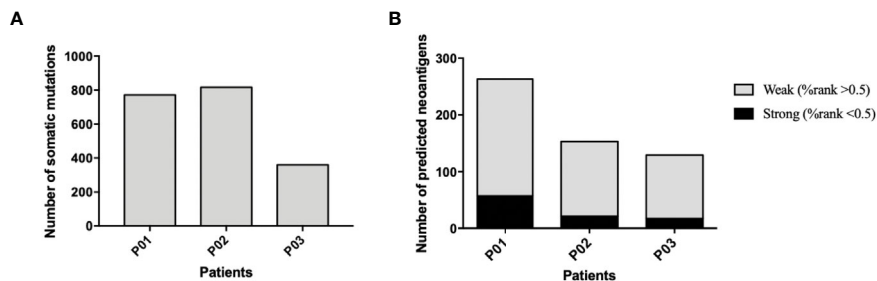 A
Number of somatic mutations
1000
800
600
400
200
0
P01
P02
P03
Patients
B
Number of predicted neoantigens
300
200
100
0
P01
P02
P03
Patients
Weak (%rank >0.5)
Strong (%rank <0.5)